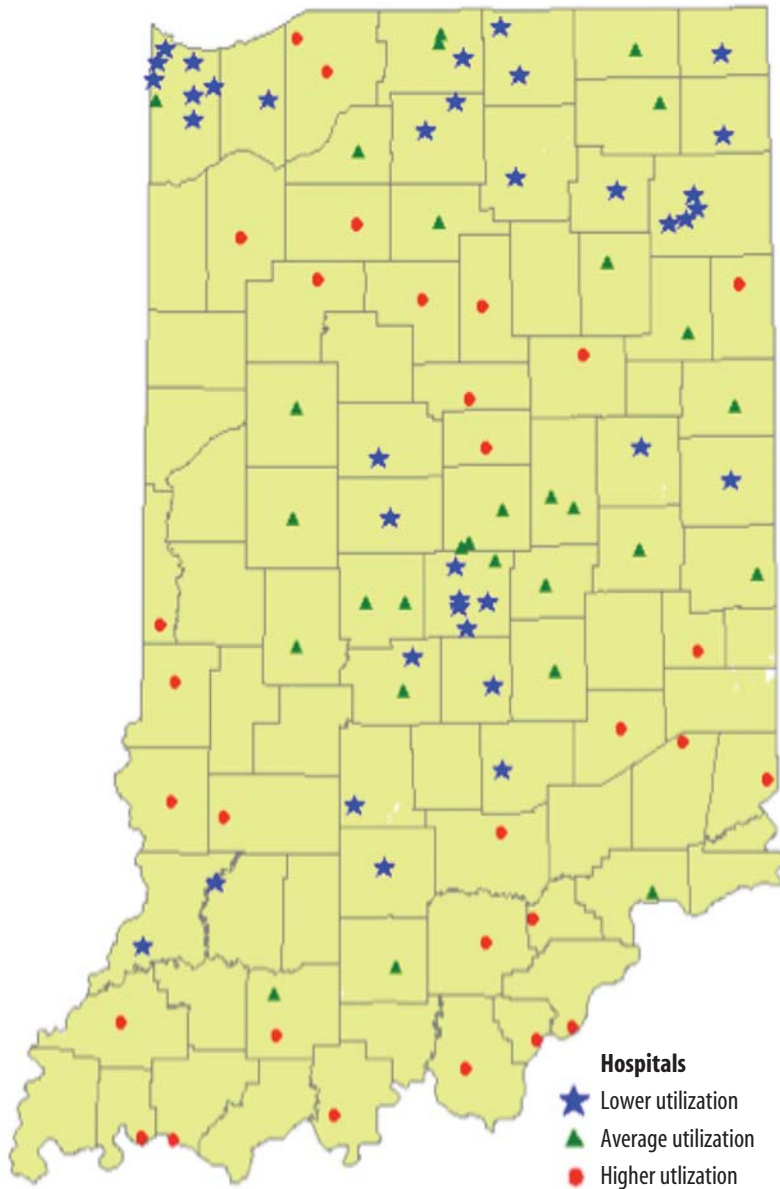 Hospitals
Lower utilization
Average utilization
Higher utlization